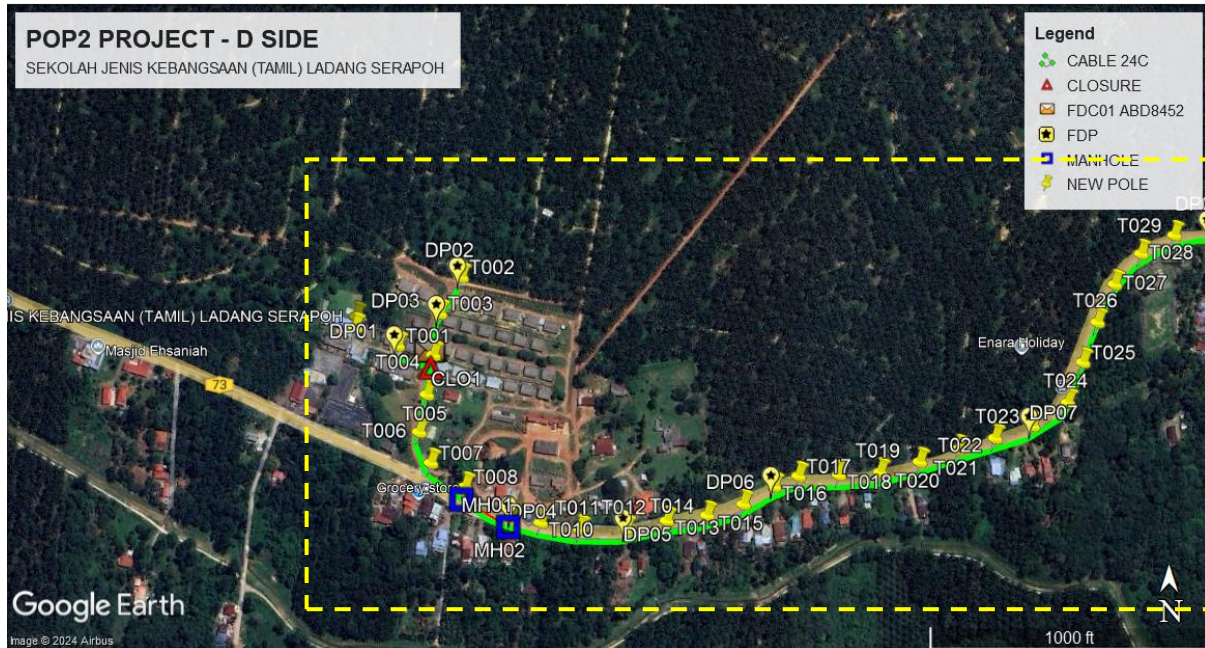 POP2 PROJECT - D SIDE
SEKOLAH JENIS KEBANGSAAN (TAMIL) LADANG SERAPOH
Legend
CABLE 24C
CLOSURE
FDC01 ABD8452
FDP
MANHOLE
NEW POLE
T029
T028
T027
DP02
T002
DP03
T003
T026
IS KEBANGSAAN (TAMIL) LADANG SERAPOH
DP01
T001
Enara Holiday
Masjid Ehsaniah
T004
T025
CLO1
73
T024
T005
T023
DP07
T006
T022
T007
T019
T021
T008
DP06
T017
T018
T020
Grocery store
T016
MH01
DP04
T011
T012
T014
T013
T015
T010
DP05
MH02
Google Earth
N
Image © 2024 Airbus
1000 ft